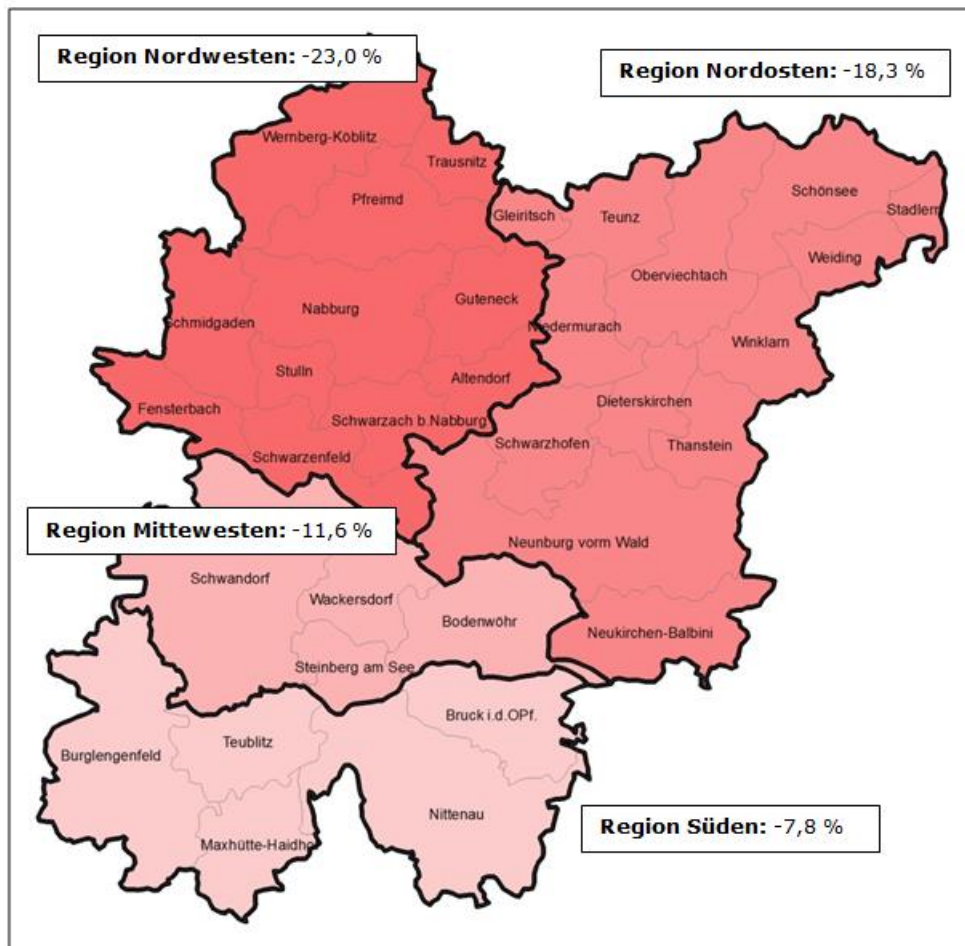 Region Nordwesten: -23,0 %
Region Nordosten: -18,3 %
Wernberg-Köblitz
Trausnitz
Pfreimd
Schönsee
Stadlern
Gleiritsch
Teunz
Weiding
Oberviechtach
Guteneck
Nabburg
Schmidgaden
Niedermurach
Winklarn
Stulln
Altendorf
Dieterskirchen
Fensterbach
Schwarzach b.Nabburg
Schwarzhofen
Thanstein
Schwarzenfeld
Region Mittewesten: -11,6 %
Neunburg vorm Wald
Schwandorf
Wackersdorf
Bodenwöhr
Neukirchen-Balbini
Steinberg am See
Bruck i.d.OPf.
Teublitz
Burglengenfeld
Nittenau
Region Süden: -7,8 %
Maxhütte-Haidho